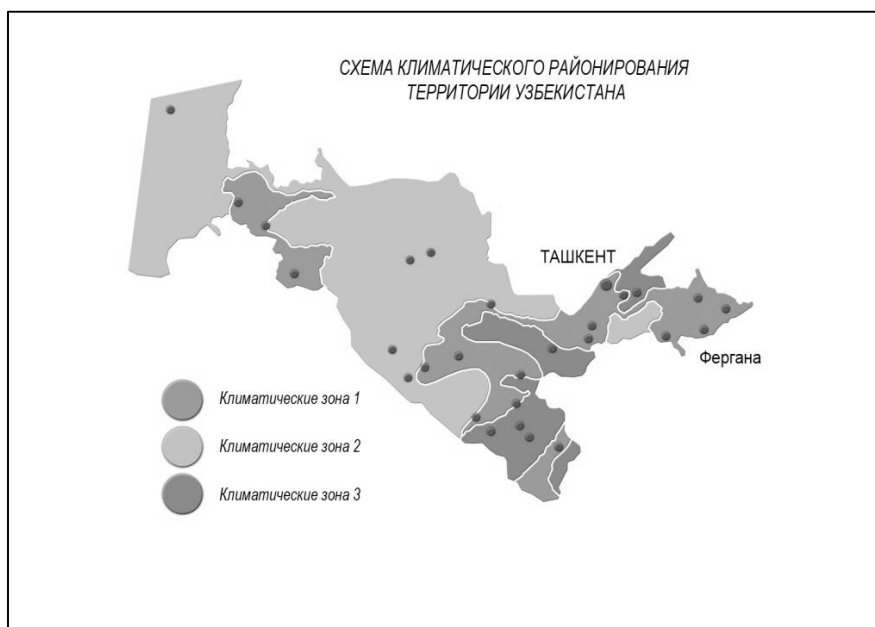 СХЕМА КЛИМАТИЧЕСКОГО РАЙОНИРОВАНИЯ
ТЕРРИТОРИИ УЗБЕКИСТАНА
ТАШКЕНТ
Фергана
Климатические зона 1
Климатические зона 2
Климатические зона 3